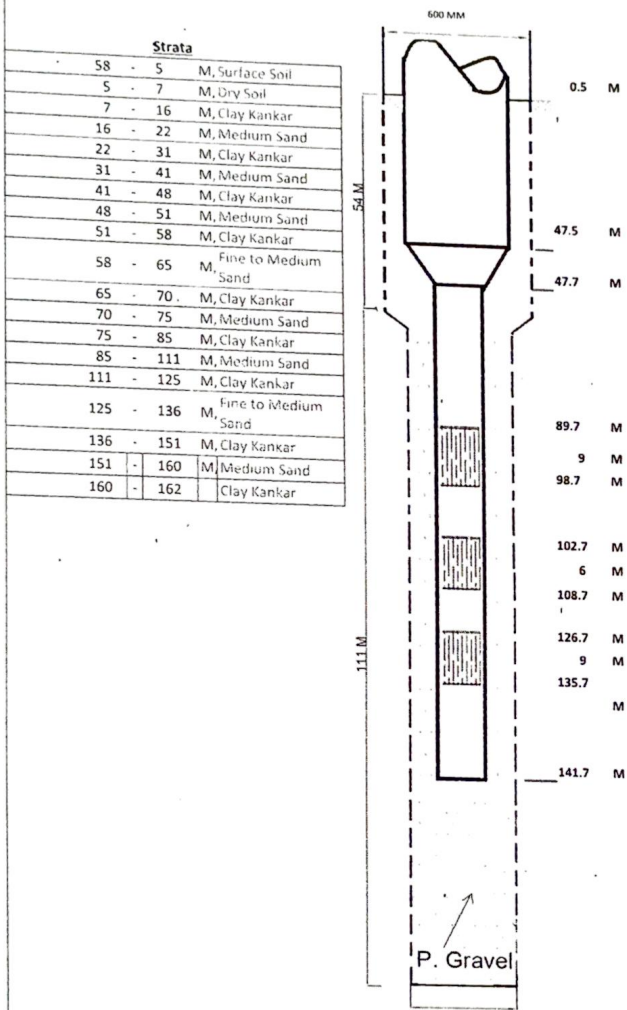 600 MM
Strata
58 - 5 M, Surface Soil
5 - 7 M, Dry Soil
7 - 16 M, Clay Kankar
16 - 22 M, Medium Sand
22 - 31 M, Clay Kankar
31 - 41 M, Medium Sand
41 - 48 M, Clay Kankar
48 - 51 M, Medium Sand
51 - 58 M, Clay Kankar
58 - 65 M, Fine to Medium
Sand
65 - 70 . M, Clay Kankar
70 - 75 M, Medium Sand
75 - 85 M, Clay Kankar
85 - 111 M, Medium Sand
111 - 125 M, Clay Kankar
125 - 136 M, Fine to Medium
Sand
136 - 151 M, Clay Kankar
151 - 160 M, Medium Sand
160 - 162 Clay Kankar
54 M
111 M
0.5 M
47.5 M
47.7 M
89.7 M
9 M
98.7 M
102.7 M
6 M
108.7 M
126.7 M
9 M
135.7
M
141.7 M
P. Gravel